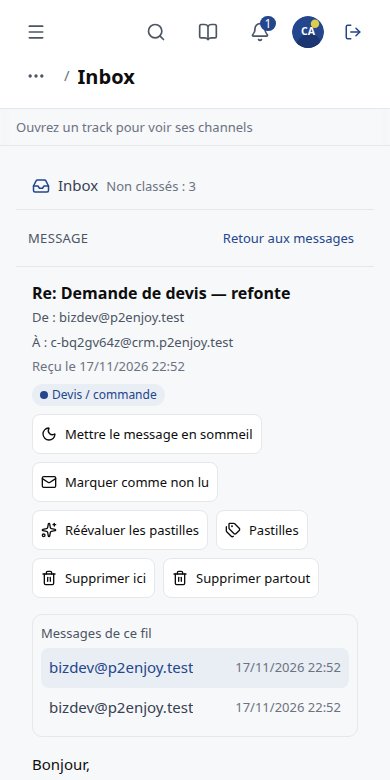 1
CA
... / Inbox
Ouvrez un track pour voir ses channels
Inbox Non classés : 3
MESSAGE Retour aux messages
Re: Demande de devis — refonte
De : bizdev@p2enjoy.test
À : c-bq2gv64z@crm.p2enjoy.test
Reçu le 17/11/2026 22:52
Devis / commande
Mettre le message en sommeil
Marquer comme non lu
Réévaluer les pastilles Pastilles
Supprimer ici Supprimer partout
Messages de ce fil
bizdev@p2enjoy.test 17/11/2026 22:52
bizdev@p2enjoy.test 17/11/2026 22:52
Bonjour,